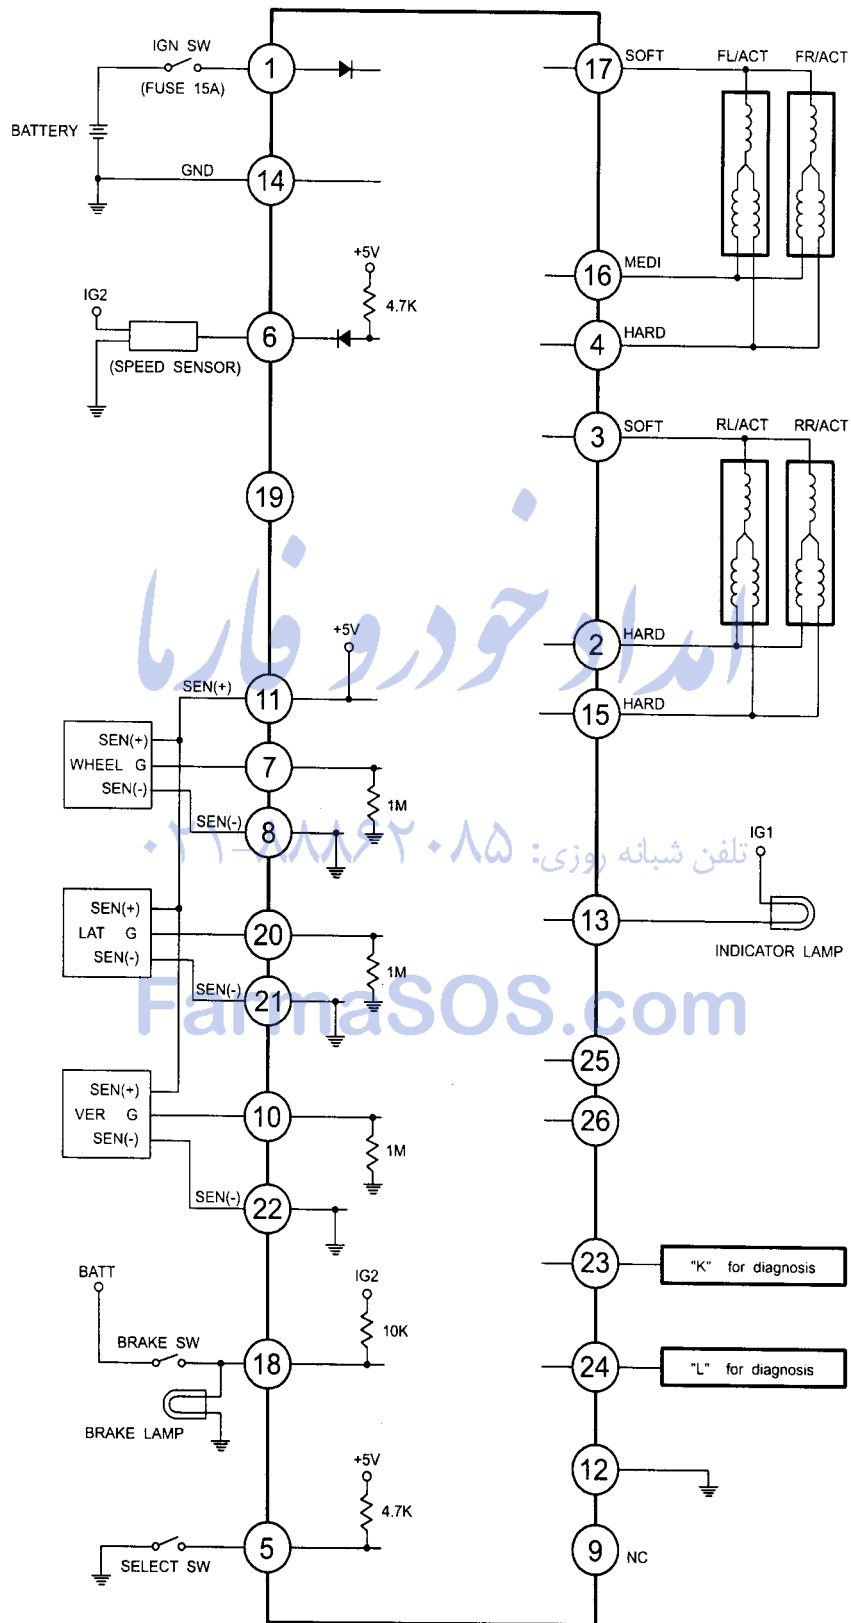 IGN SW
1
(FUSE 15A)
BATTERY
GND
14
+5V
4.7K
IG2
6
(SPEED SENSOR)
19
+5V
SEN(+)
11
SEN(+)
WHEEL G
7
SEN(-)
1M
SEN(-)
8
SEN(+)
LAT G
20
SEN(-)
1M
SEN(-)
21
SEN(+)
VER G
10
SEN(-)
1M
SEN(-)
22
BATT
IG2
10K
BRAKE SW
18
BRAKE LAMP
+5V
4.7K
5
SELECT SW
17
SOFT
FL/ACT
FR/ACT
16
MEDI
4
HARD
3
SOFT
RL/ACT
RR/ACT
2
HARD
15
HARD
IG1
13
INDICATOR LAMP
25
26
23
"K" for diagnosis
24
"L" for diagnosis
12
9
NC
امداد خودرو فارما
تلفن شبانه روزی: ۸۸۸۶۲۰۸۵-۰۲۱
FarmaSOS.com